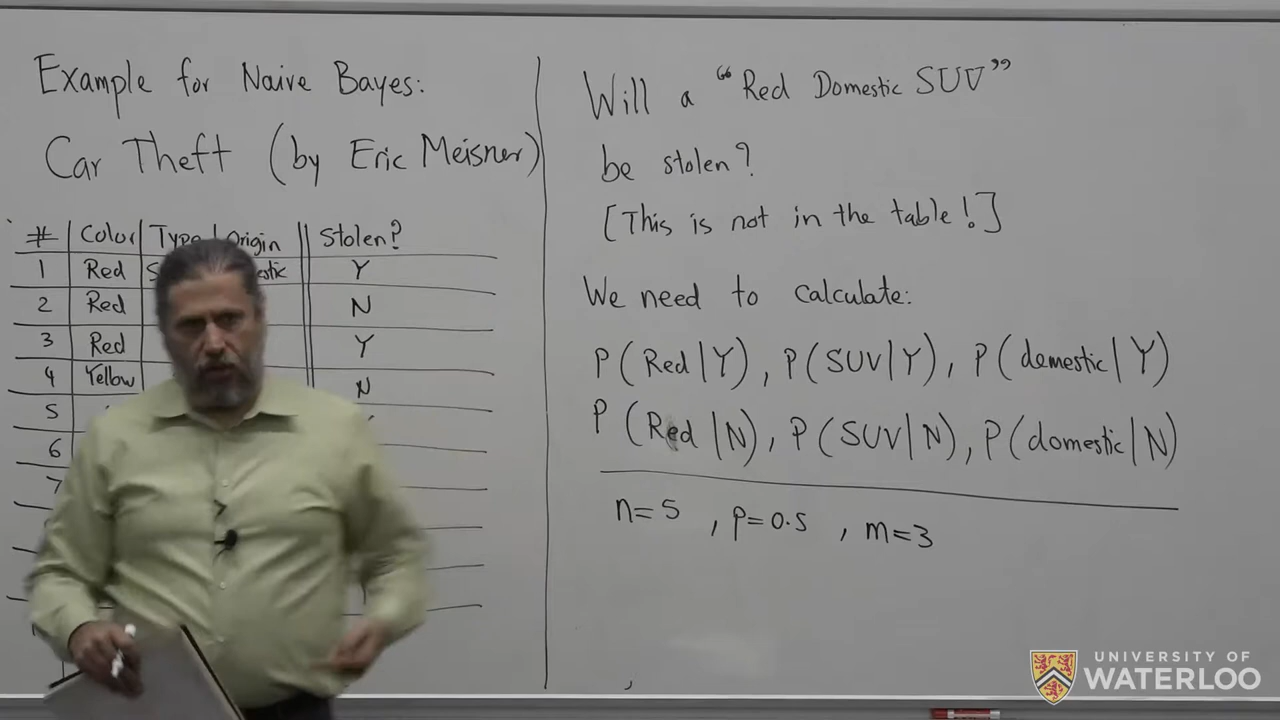 Example for Naive Bayes:
Car Theft (by Eric Meisner)
# Color Type Origin Stolen?
1 Red Y
2 Red N
3 Red Y
4 Yellow N
5
6
7
Will a "Red Domestic SUV"
be stolen?
[This is not in the table!]
We need to calculate:
P(Red|Y), P(SUV|Y), P(domestic|Y)
P(Red|N), P(SUV|N), P(domestic|N)
n=5, p=0.5, m=3
UNIVERSITY OF
WATERLOO